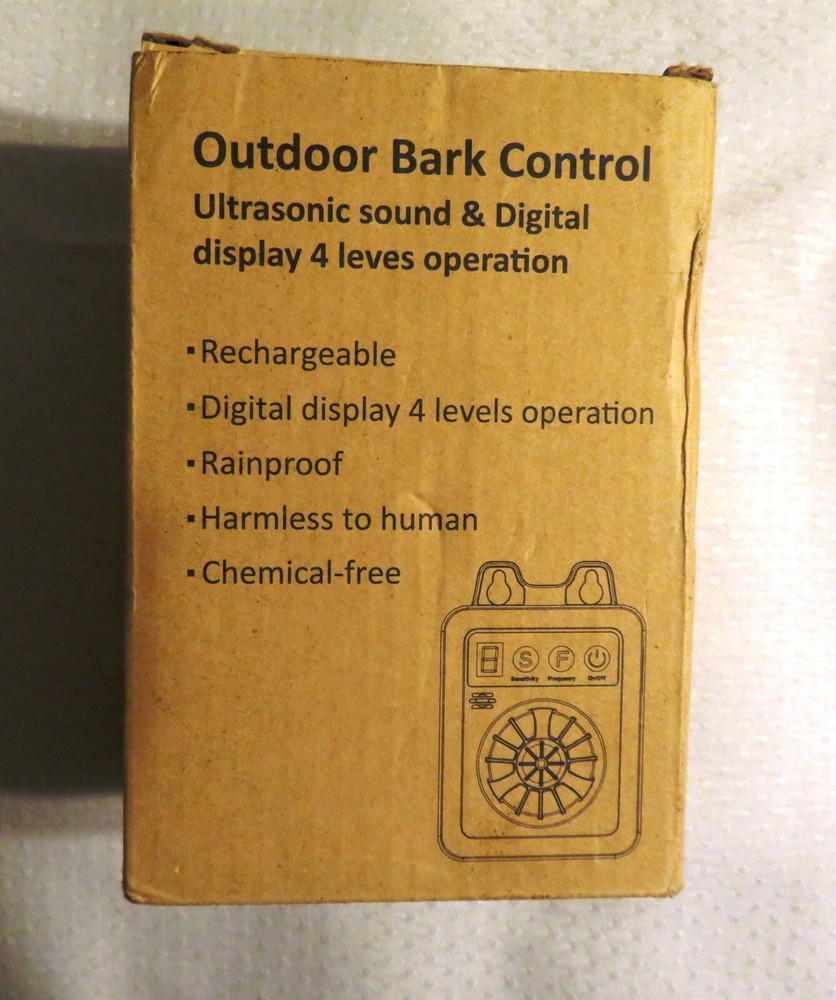 Outdoor Bark Control
Ultrasonic sound & Digital
display 4 leves operation
▪Rechargeable
▪Digital display 4 levels operation
▪Rainproof
▪Harmless to human
▪Chemical-free
8 S F
Sensitivity Frequency On/Off